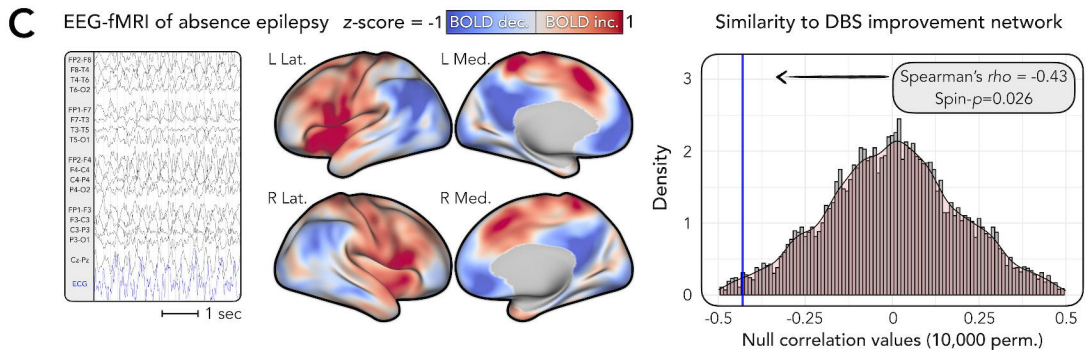 C
EEG-fMRI of absence epilepsy z-score = -1 BOLD dec. BOLD inc. 1
Similarity to DBS improvement network
FP2-F8
F8-T4
T4-T6
T6-O2
FP1-F7
F7-T3
T3-T5
T5-O1
FP2-F4
F4-C4
C4-P4
P4-O2
FP1-F3
F3-C3
C3-P3
P3-O1
Cz-Pz
ECG
1 sec
L Lat.
L Med.
R Lat.
R Med.
Spearman's rho = -0.43
Spin-p=0.026
Density
3
2
1
0
-0.5
-0.25
0
0.25
0.5
Null correlation values (10,000 perm.)